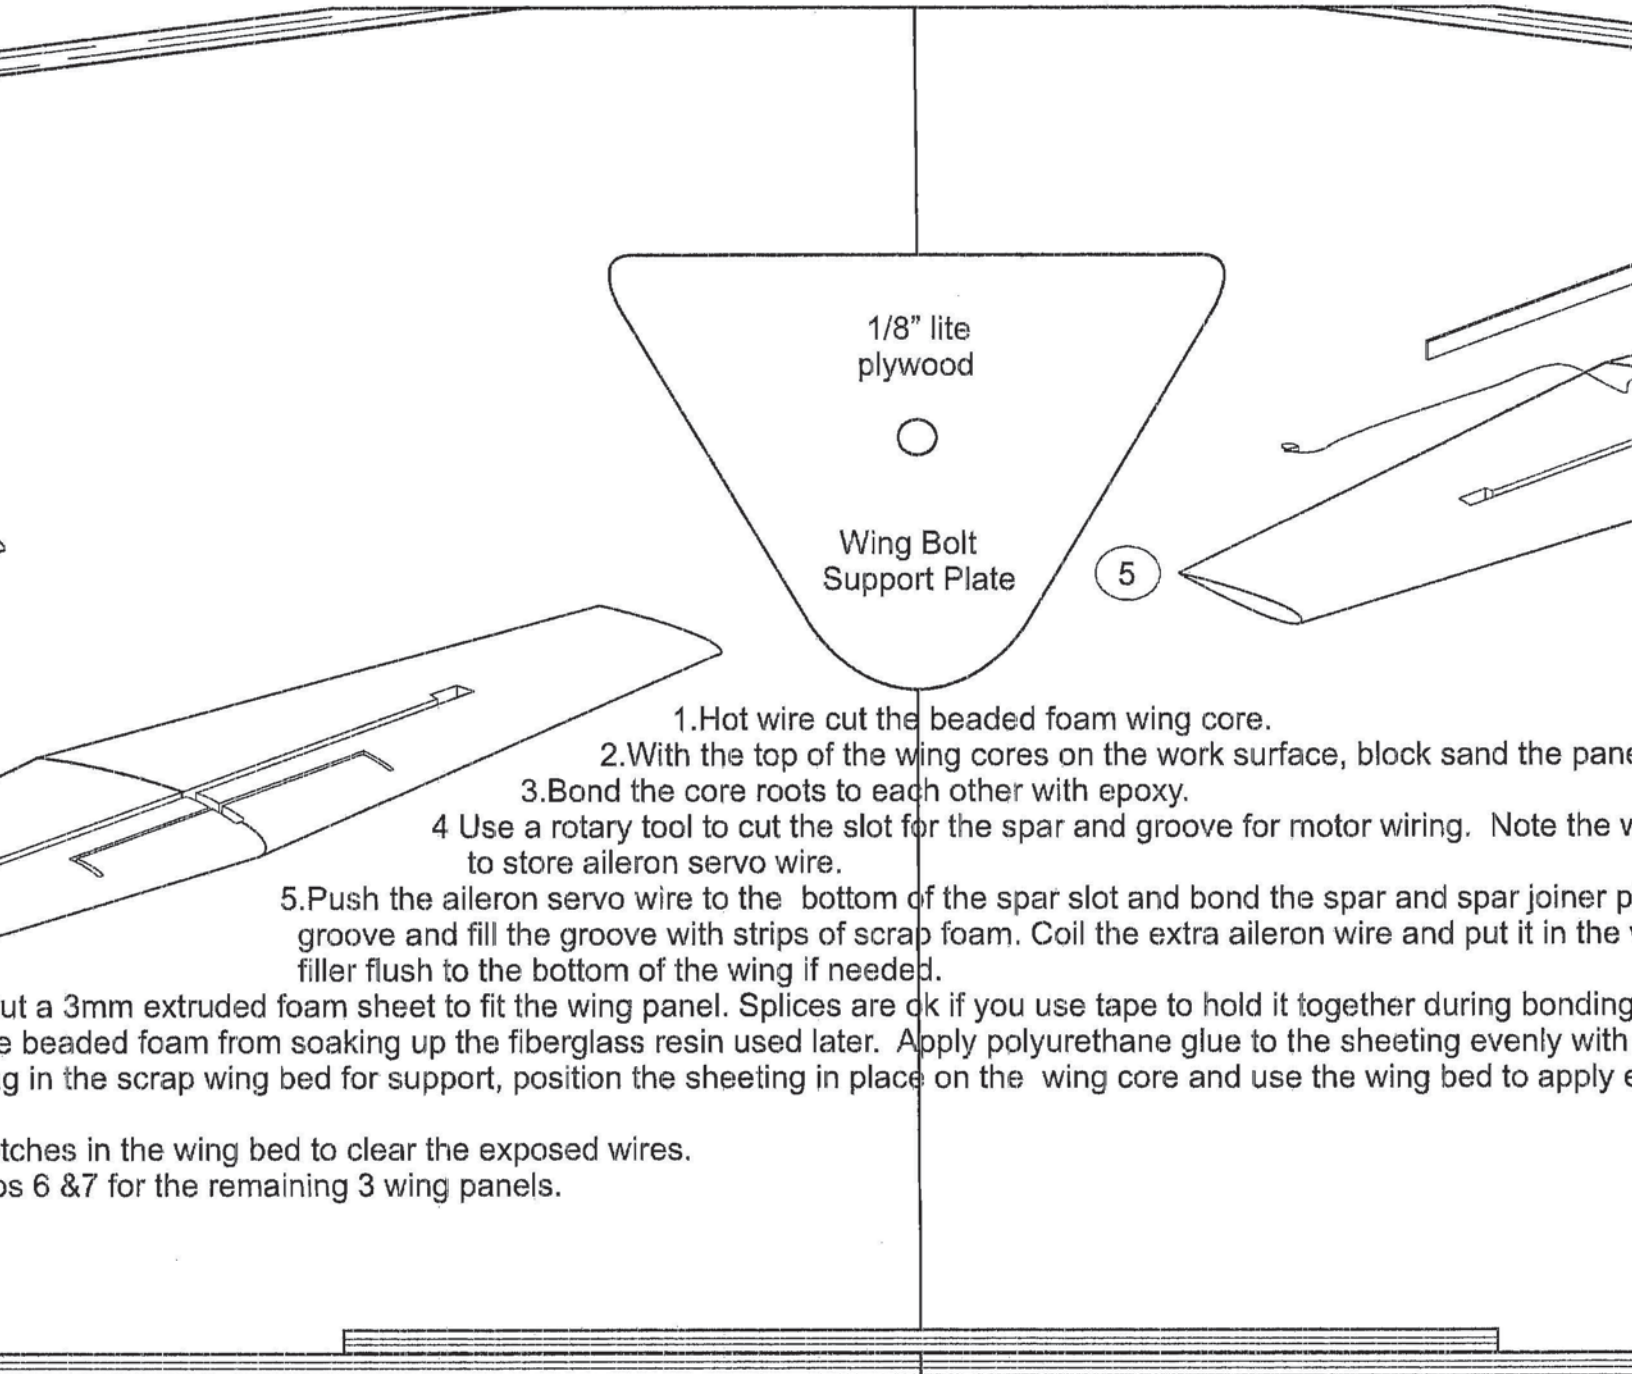 1/8” lite
plywood
Wing Bolt
Support Plate
5
1.Hot wire cut the beaded foam wing core.
2.With the top of the wing cores on the work surface, block sand the pane
3.Bond the core roots to each other with epoxy.
4 Use a rotary tool to cut the slot for the spar and groove for motor wiring.  Note the w
to store aileron servo wire.
5.Push the aileron servo wire to the  bottom of the spar slot and bond the spar and spar joiner p
groove and fill the groove with strips of scrap foam. Coil the extra aileron wire and put it in the
filler flush to the bottom of the wing if needed.
ut a 3mm extruded foam sheet to fit the wing panel. Splices are ok if you use tape to hold it together during bonding
e beaded foam from soaking up the fiberglass resin used later.  Apply polyurethane glue to the sheeting evenly with
g in the scrap wing bed for support, position the sheeting in place on the  wing core and use the wing bed to apply e
tches in the wing bed to clear the exposed wires.
os 6 &7 for the remaining 3 wing panels.